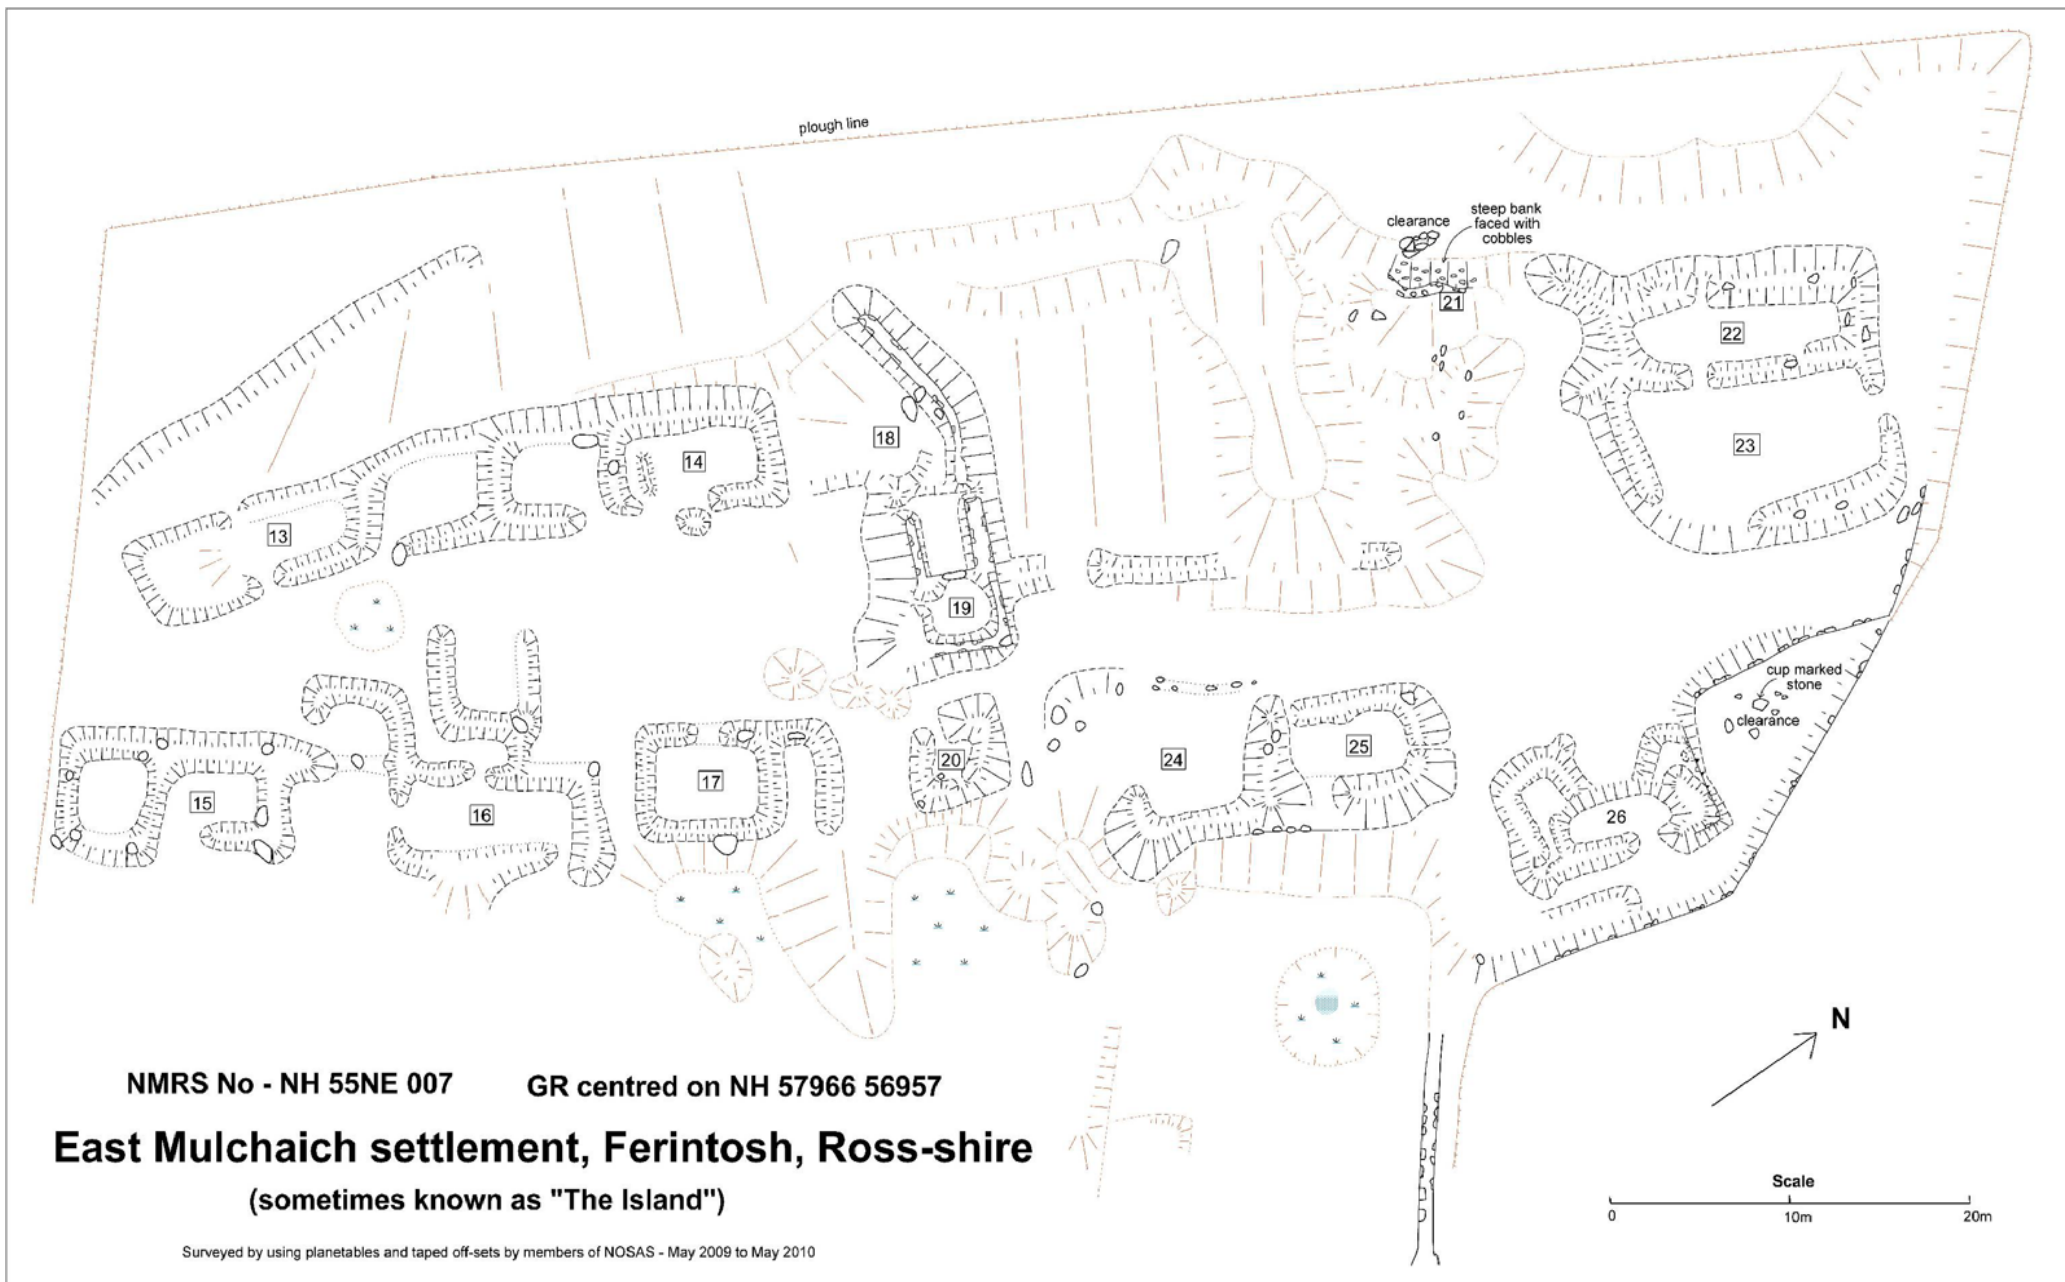 plough line
clearance
steep bank
faced with
cobbles
21
22
23
18
14
13
19
cup marked
stone
clearance
20
24
25
15
16
17
26
N
NMRS No - NH 55NE 007
GR centred on NH 57966 56957
East Mulchaich settlement, Ferintosh, Ross-shire
(sometimes known as "The Island")
Scale
0
10m
20m
Surveyed by using planetables and taped off-sets by members of NOSAS - May 2009 to May 2010